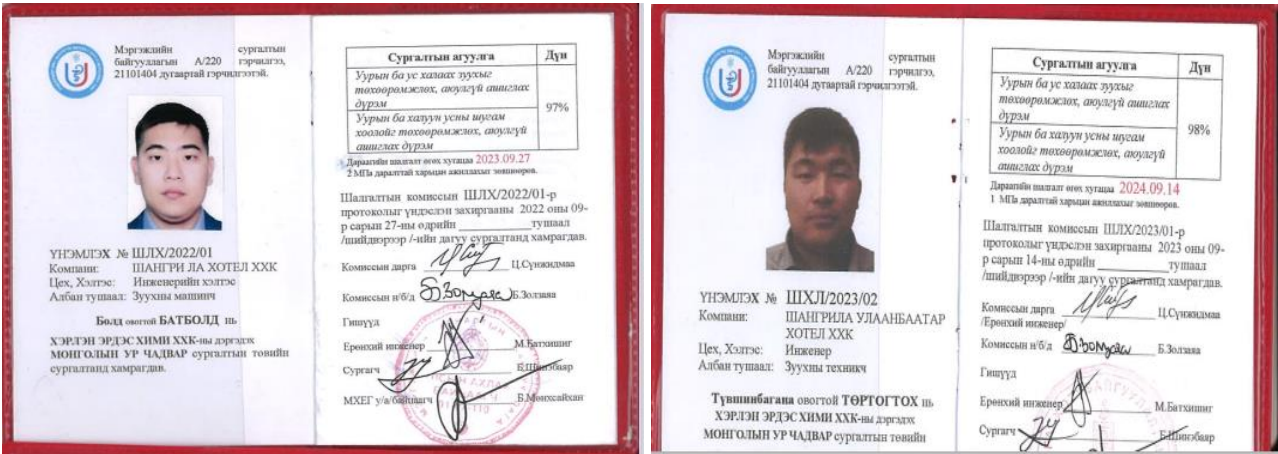 Мэргэжлийн сургалтын
байгууллагын А/220 гэрчилгээ,
21101404 дугаартай гэрчилгээтэй.
ҮНЭМЛЭХ № ШЛХ/2022/01
Компани: ШАНГРИ ЛА ХОТЕЛ ХХК
Цех, Хэлтэс: Инженерийн хэлтэс
Албан тушаал: Зуухны машинч
Болд овогтой БАТБОЛД нь
ХЭРЛЭН ЭРДЭС ХИМИ ХХК-ны дэргэдэх
МОНГОЛЫН УР ЧАДВАР сургалтын төвийн
сургалтанд хамрагдав.
Сургалтын агуулга Дүн
Уурын ба ус халаах зуухыг
төхөөрөмжлөх, аюулгүй ашиглах
дүрэм
Уурын ба халуун усны шугам
хоолойг төхөөрөмжлөх, аюулгүй
ашиглах дүрэм
97%
Дараагийн шалгалт өгөх хугацаа 2023.09.27
2 МПа даралттай харьцан ажиллахыг зөвшөөрөв.
Шалгалтын комиссын ШЛХ/2022/01-р
протоколыг үндэслэн захиргааны 2022 оны 09-
р сарын 27-ны өдрийн ____________тушаал
/шийдвэрээр /-ийн дагуу сургалтанд хамрагдав.
Комиссын дарга Ц.Сүнжидмаа
Комиссын н/б/д Б.Золзаяа
Гишүүд
Ерөнхий инженер М.Батхишиг
Сургагч Б.Шинэбаяр
МХЕГ у/а/байцаагч Б.Мөнхсайхан
Мэргэжлийн сургалтын
байгууллагын А/220 гэрчилгээ,
21101404 дугаартай гэрчилгээтэй.
ҮНЭМЛЭХ № ШХЛ/2023/02
Компани: ШАНГРИЛА УЛААНБААТАР
ХОТЕЛ ХХК
Цех, Хэлтэс: Инженер
Албан тушаал: Зуухны техникч
Түвшинбагана овогтой ТӨРТОГТОХ нь
ХЭРЛЭН ЭРДЭС ХИМИ ХХК-ны дэргэдэх
МОНГОЛЫН УР ЧАДВАР сургалтын төвийн
Сургалтын агуулга Дүн
Уурын ба ус халаах зуухыг
төхөөрөмжлөх, аюулгүй ашиглах
дүрэм
Уурын ба халуун усны шугам
хоолойг төхөөрөмжлөх, аюулгүй
ашиглах дүрэм
98%
Дараагийн шалгалт өгөх хугацаа 2024.09.14
1 МПа даралттай харьцан ажиллахыг зөвшөөрөв.
Шалгалтын комиссын ШЛХ/2023/01-р
протоколыг үндэслэн захиргааны 2023 оны 09-
р сарын 14-ны өдрийн ____________тушаал
/шийдвэрээр /-ийн дагуу сургалтанд хамрагдав.
Комиссын дарга Ц.Сүнжидмаа
/Ерөнхий инженер/
Комиссын н/б/д Б.Золзаяа
Гишүүд
Ерөнхий инженер М.Батхишиг
Сургагч Б.Шинэбаяр